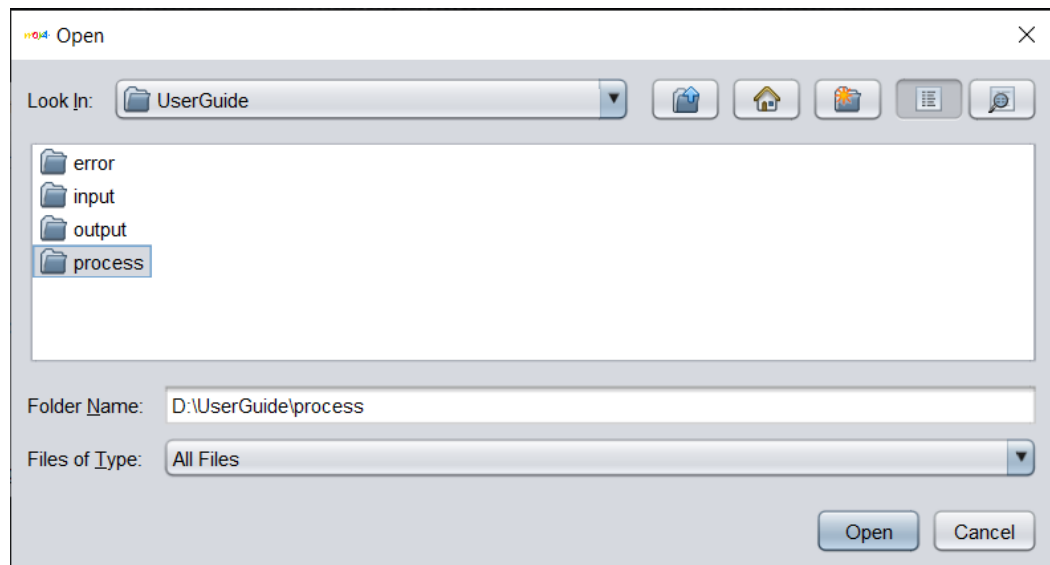 Open
Look In: UserGuide
error
input
output
process
Folder Name: D:\UserGuide\process
Files of Type: All Files
Open Cancel